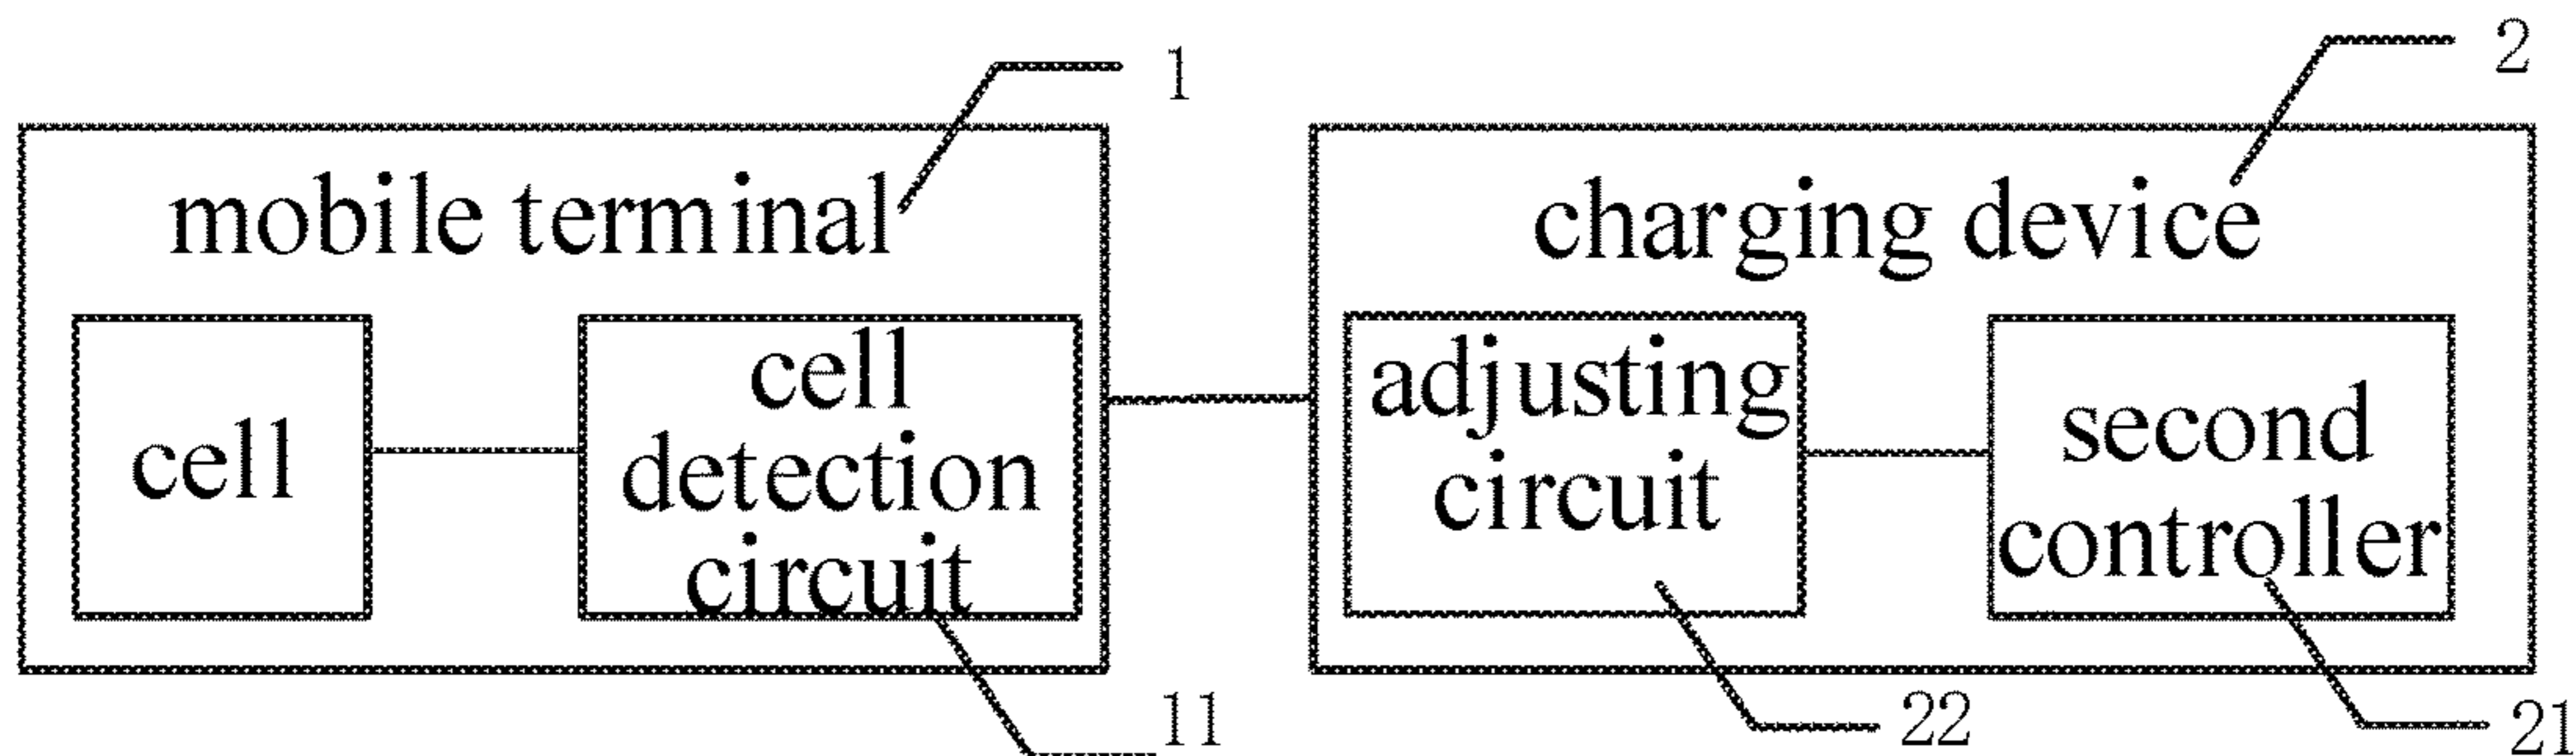 1
2
mobile terminal
charging device
cell
cell
detection
circuit
adjusting
circuit
second
controller
11
22
21